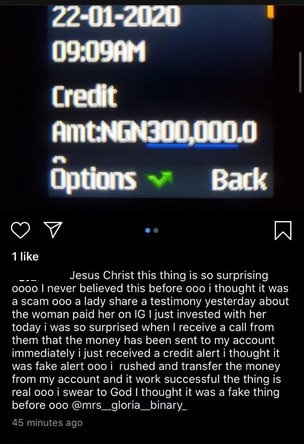 22-01-2020
09:09AM
Credit
Amt:NGN300,000.0
Options
Back
1 like
Jesus Christ this thing is so surprising
oooo I never believed this before ooo i thought it
was a scam ooo a lady share a testimony yesterday about
the woman paid her on IG I just invested with her
today i was so surprised when I receive a call from
them that the money has been sent to my account
immediately i just received a credit alert i thought it
was fake alert ooo i rushed and transfer the money
from my account and it work successful the thing is
real ooo i swear to God I thought it was a fake thing
before ooo @mrs__gloria__binary_
45 minutes ago